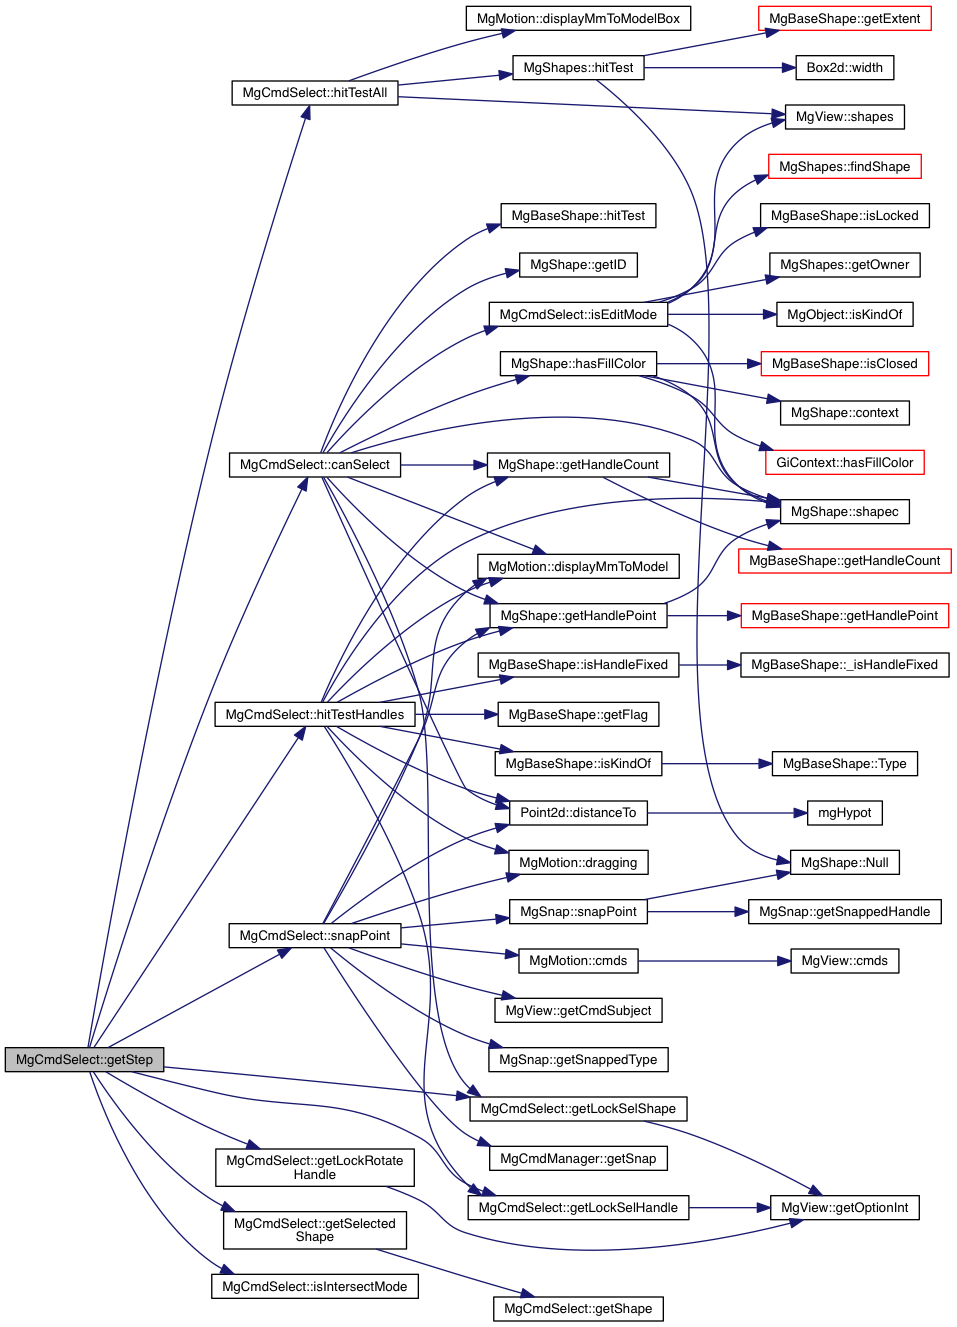 MgMotion::displayMmToModelBox
MgBaseShape::getExtent
MgShapes::hitTest
Box2d::width
MgCmdSelect::hitTestAll
MgView::shapes
MgShapes::findShape
MgBaseShape::hitTest
MgBaseShape::isLocked
MgShape::getID
MgShapes::getOwner
MgCmdSelect::isEditMode
MgObject::isKindOf
MgShape::hasFillColor
MgBaseShape::isClosed
MgShape::context
MgCmdSelect::canSelect
MgShape::getHandleCount
GiContext::hasFillColor
MgShape::shapec
MgMotion::displayMmToModel
MgBaseShape::getHandleCount
MgShape::getHandlePoint
MgBaseShape::getHandlePoint
MgBaseShape::isHandleFixed
MgBaseShape::_isHandleFixed
MgCmdSelect::hitTestHandles
MgBaseShape::getFlag
MgBaseShape::isKindOf
MgBaseShape::Type
Point2d::distanceTo
mgHypot
MgMotion::dragging
MgShape::Null
MgSnap::snapPoint
MgSnap::getSnappedHandle
MgCmdSelect::snapPoint
MgMotion::cmds
MgView::cmds
MgView::getCmdSubject
MgCmdSelect::getStep
MgSnap::getSnappedType
MgCmdSelect::getLockSelShape
MgCmdManager::getSnap
MgCmdSelect::getLockRotate
Handle
MgCmdSelect::getLockSelHandle
MgView::getOptionInt
MgCmdSelect::getSelected
Shape
MgCmdSelect::isIntersectMode
MgCmdSelect::getShape